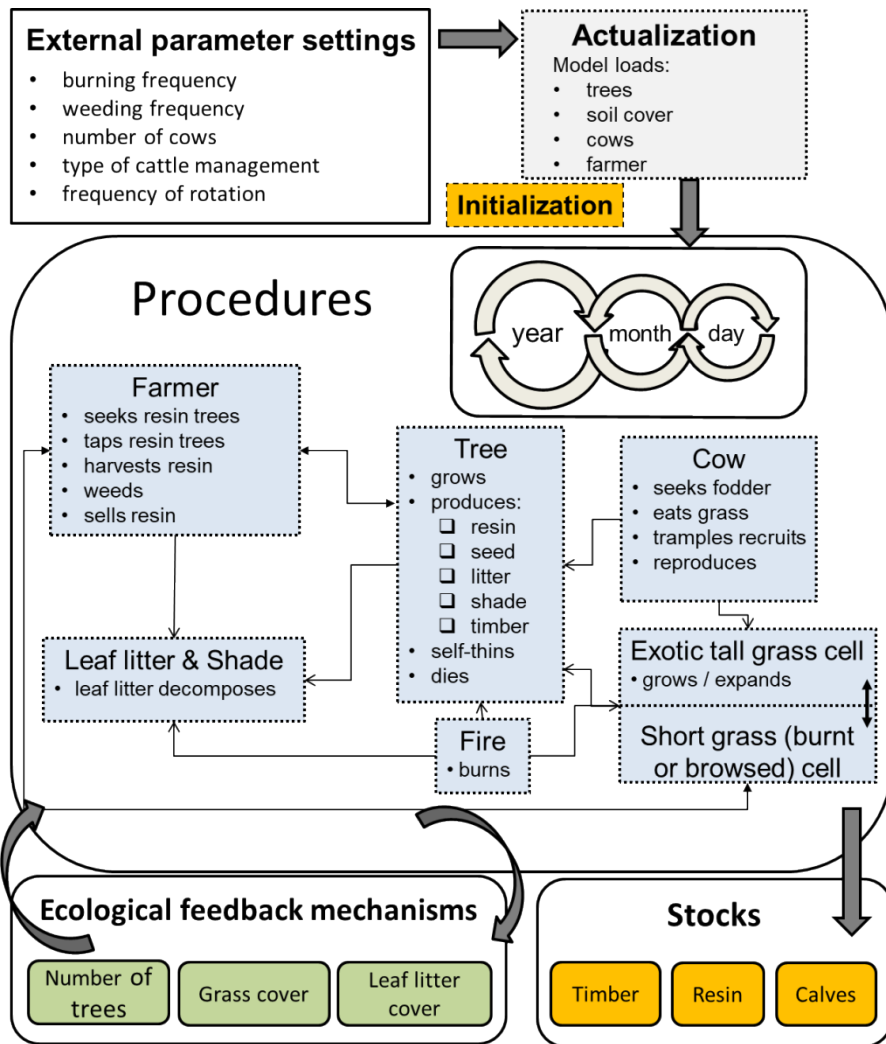 External parameter settings
• burning frequency
• weeding frequency
• number of cows
• type of cattle management
• frequency of rotation
Actualization
Model loads:
• trees
• soil cover
• cows
• farmer
Initialization
Procedures
year
month
day
Farmer
• seeks resin trees
• taps resin trees
• harvests resin
• weeds
• sells resin
Tree
• grows
• produces:
❑ resin
❑ seed
❑ litter
❑ shade
❑ timber
• self-thins
• dies
Cow
• seeks fodder
• eats grass
• tramples recruits
• reproduces
Leaf litter & Shade
• leaf litter decomposes
Exotic tall grass cell
• grows / expands
Short grass (burnt
or browsed) cell
Fire
• burns
Ecological feedback mechanisms
Number of
trees
Grass cover
Leaf litter
cover
Stocks
Timber
Resin
Calves